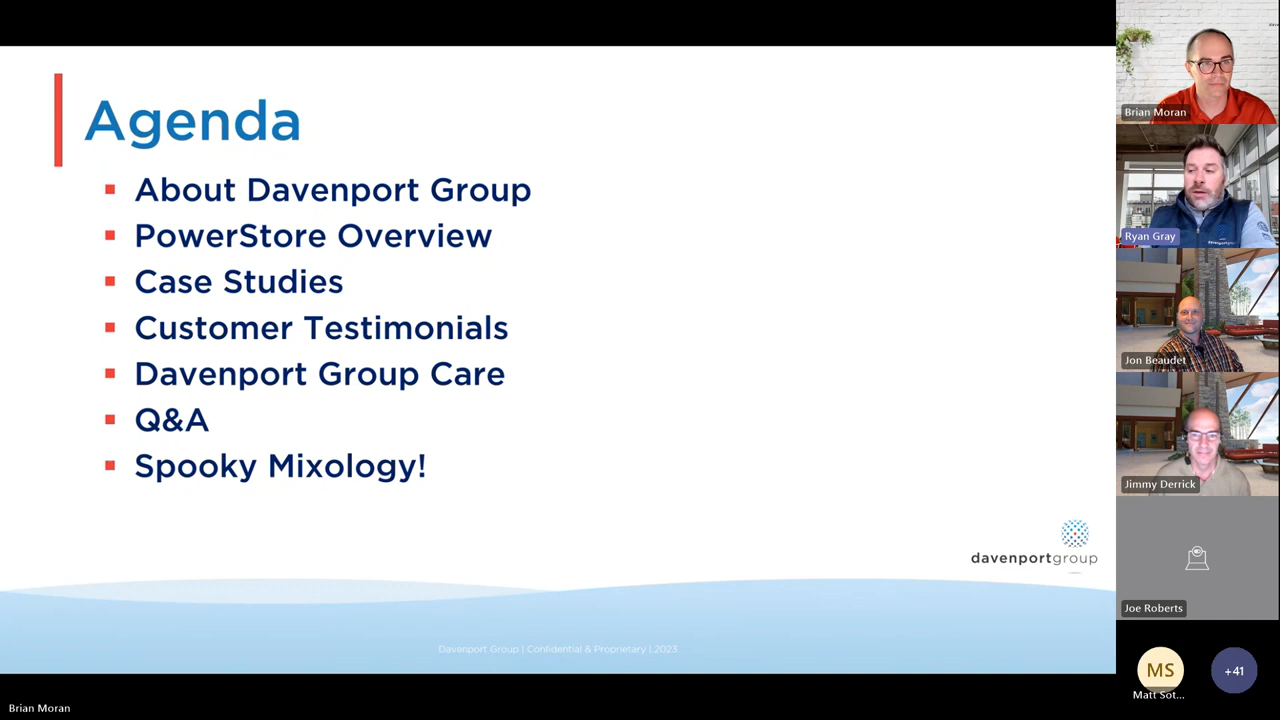 Agenda
About Davenport Group
PowerStore Overview
Case Studies
Customer Testimonials
Davenport Group Care
Q&A
Spooky Mixology!
davenportgroup
Davenport Group | Confidential & Proprietary | 2023
Brian Moran
Brian Moran
Ryan Gray
Jon Beaudet
Jimmy Derrick
Joe Roberts
MS
Matt Sot...
+41